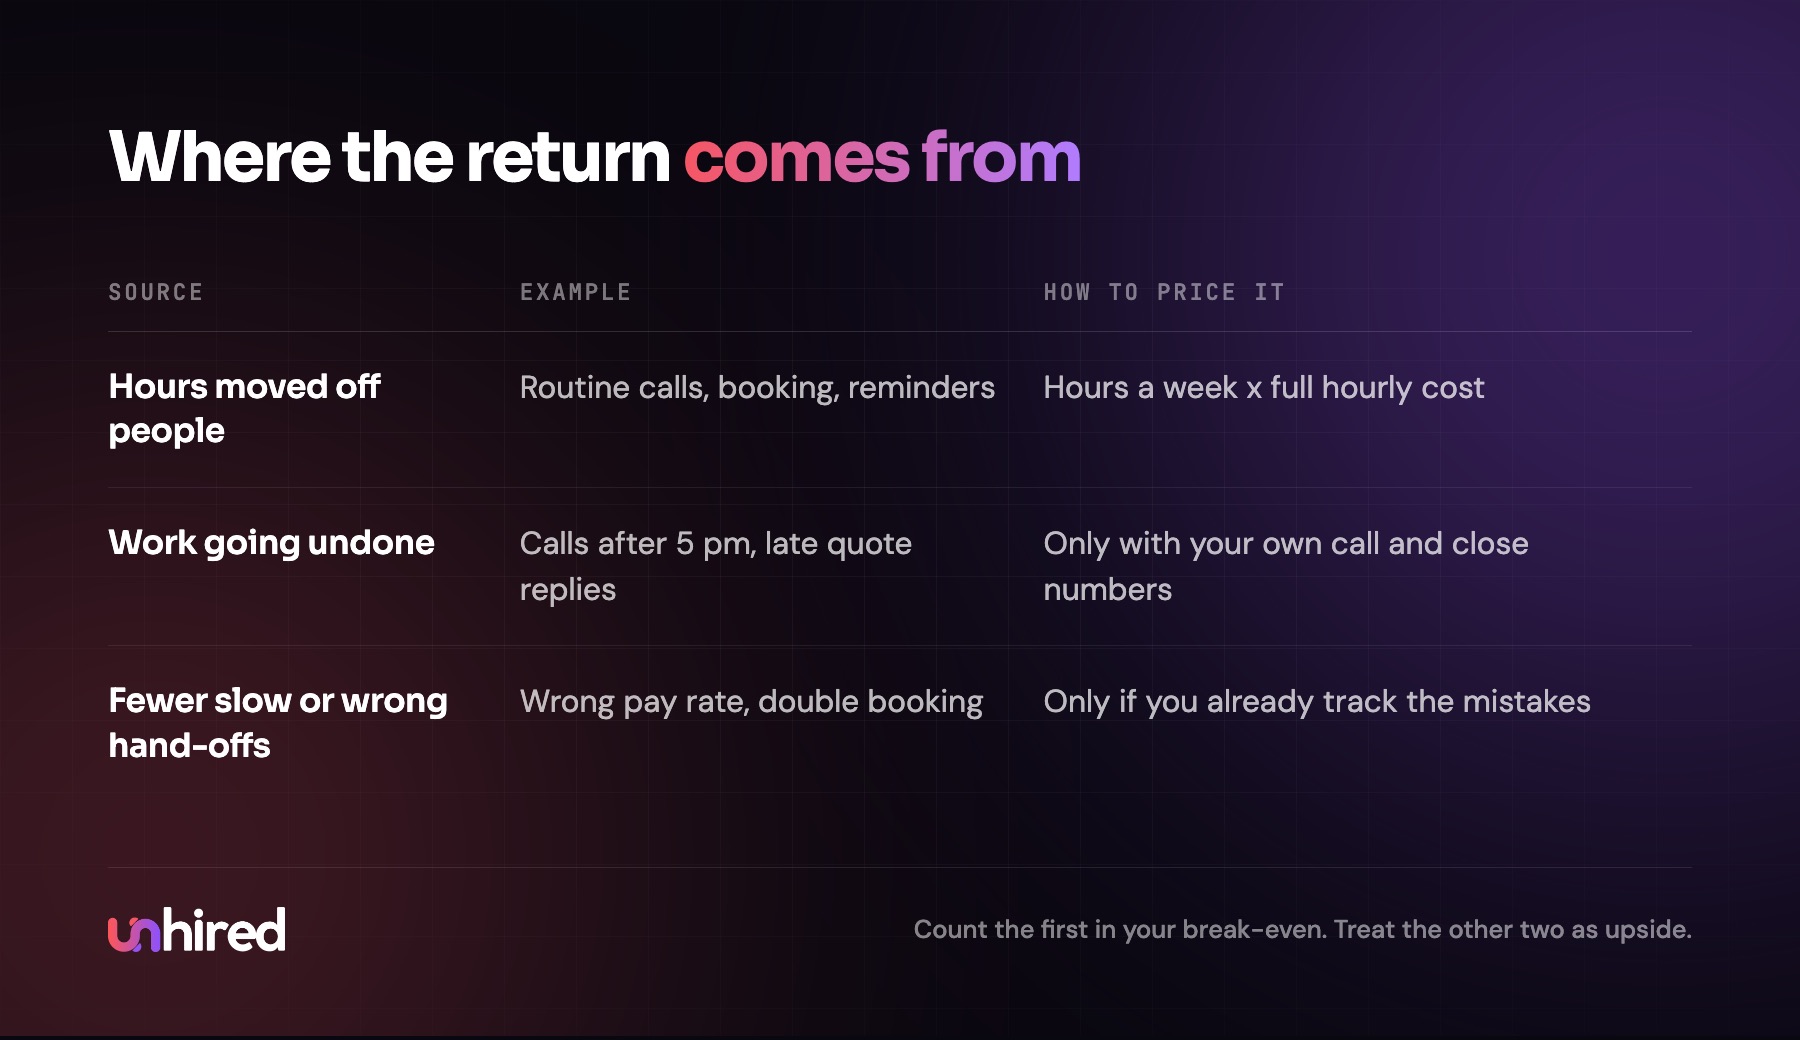 Where the return comes from
SOURCE EXAMPLE HOW TO PRICE IT
Hours moved off people
Routine calls, booking, reminders
Hours a week x full hourly cost
Work going undone
Calls after 5 pm, late quote
replies
Only with your own call and close
numbers
Fewer slow or wrong
hand-offs
Wrong pay rate, double booking
Only if you already track the mistakes
unhired
Count the first in your break-even. Treat the other two as upside.